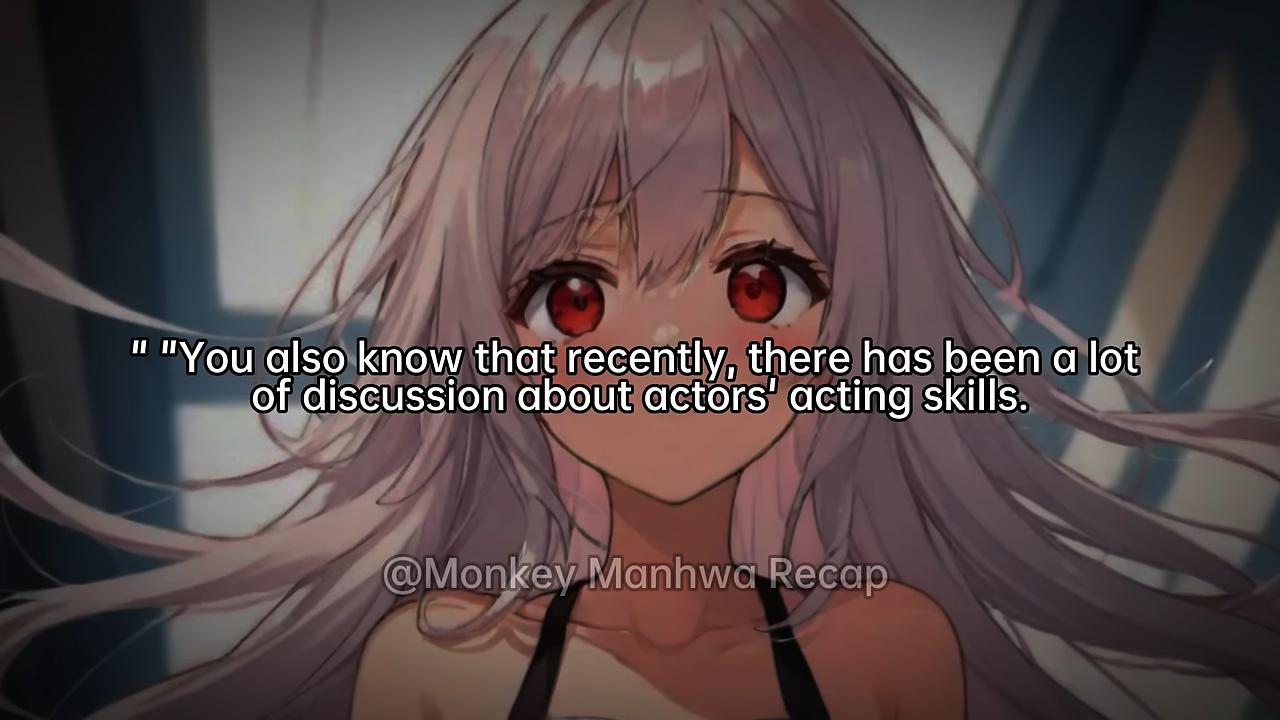 " "You also know that recently, there has been a lot
of discussion about actors' acting skills.
@Monkey Manhwa Recap